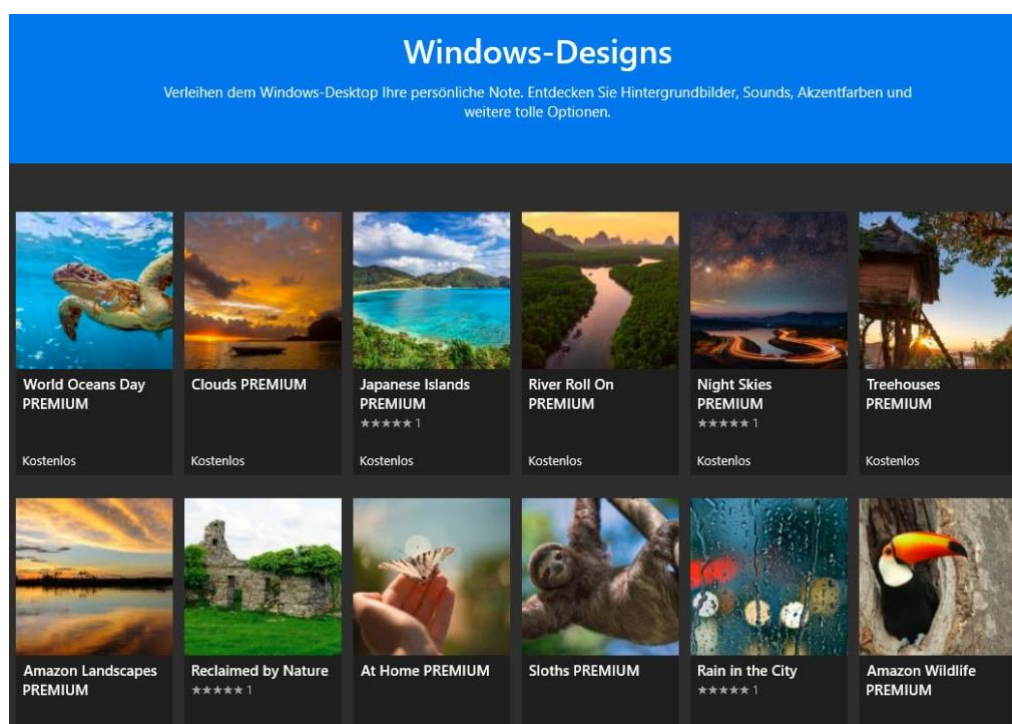 Windows-Designs
Verleihen dem Windows-Desktop Ihre persönliche Note. Entdecken Sie Hintergrundbilder, Sounds, Akzentfarben und
weitere tolle Optionen.
World Oceans Day
PREMIUM
Kostenlos
Clouds PREMIUM
Kostenlos
Japanese Islands
PREMIUM
★★★★★ 1
Kostenlos
River Roll On
PREMIUM
Kostenlos
Night Skies
PREMIUM
★★★★★ 1
Kostenlos
Treehouses
PREMIUM
Kostenlos
Amazon Landscapes
PREMIUM
Reclaimed by Nature
★★★★★ 1
At Home PREMIUM
Sloths PREMIUM
Rain in the City
★★★★★ 1
Amazon Wildlife
PREMIUM